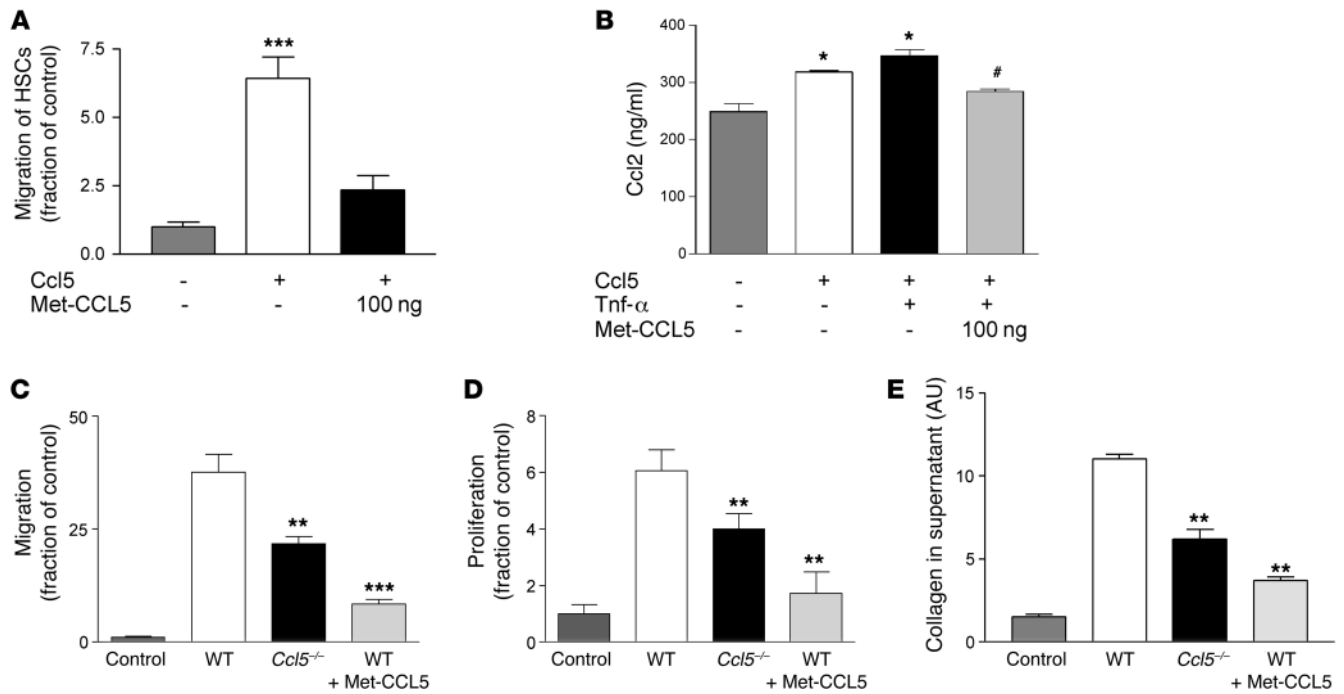 A
Migration of HSCs
(fraction of control)
7.5
5.0
2.5
0.0
***
Ccl5 - + +
Met-CCL5 - - 100 ng
B
Ccl2 (ng/ml)
400
300
200
100
0
* * #
Ccl5 - + + +
Tnf-α - - + +
Met-CCL5 - - - 100 ng
C
Migration
(fraction of control)
50
25
0
** ***
Control WT Ccl5–/– WT
+ Met-CCL5
D
Proliferation
(fraction of control)
8
6
4
2
0
** **
Control WT Ccl5–/– WT
+ Met-CCL5
E
Collagen in supernatant (AU)
15
10
5
0
** **
Control WT Ccl5–/– WT
+ Met-CCL5